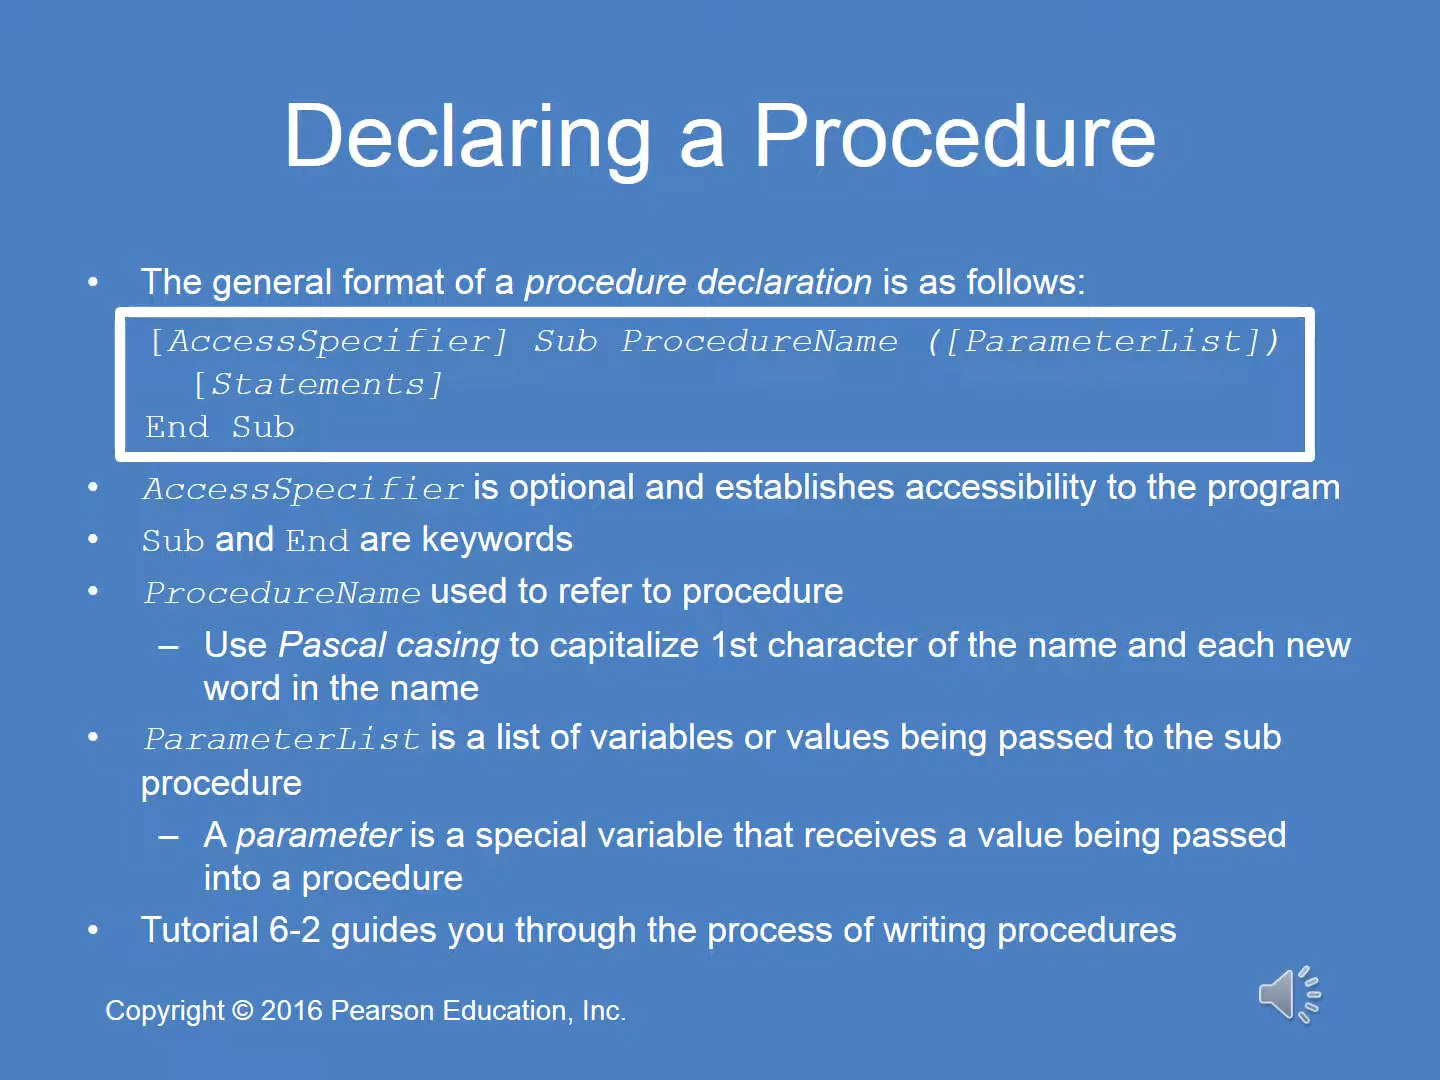 Declaring a Procedure
• The general format of a procedure declaration is as follows:
[AccessSpecifier] Sub ProcedureName ([ParameterList])
[Statements]
End Sub
• AccessSpecifier is optional and establishes accessibility to the program
• Sub and End are keywords
• ProcedureName used to refer to procedure
– Use Pascal casing to capitalize 1st character of the name and each new
word in the name
• ParameterList is a list of variables or values being passed to the sub
procedure
– A parameter is a special variable that receives a value being passed
into a procedure
• Tutorial 6-2 guides you through the process of writing procedures
Copyright © 2016 Pearson Education, Inc.